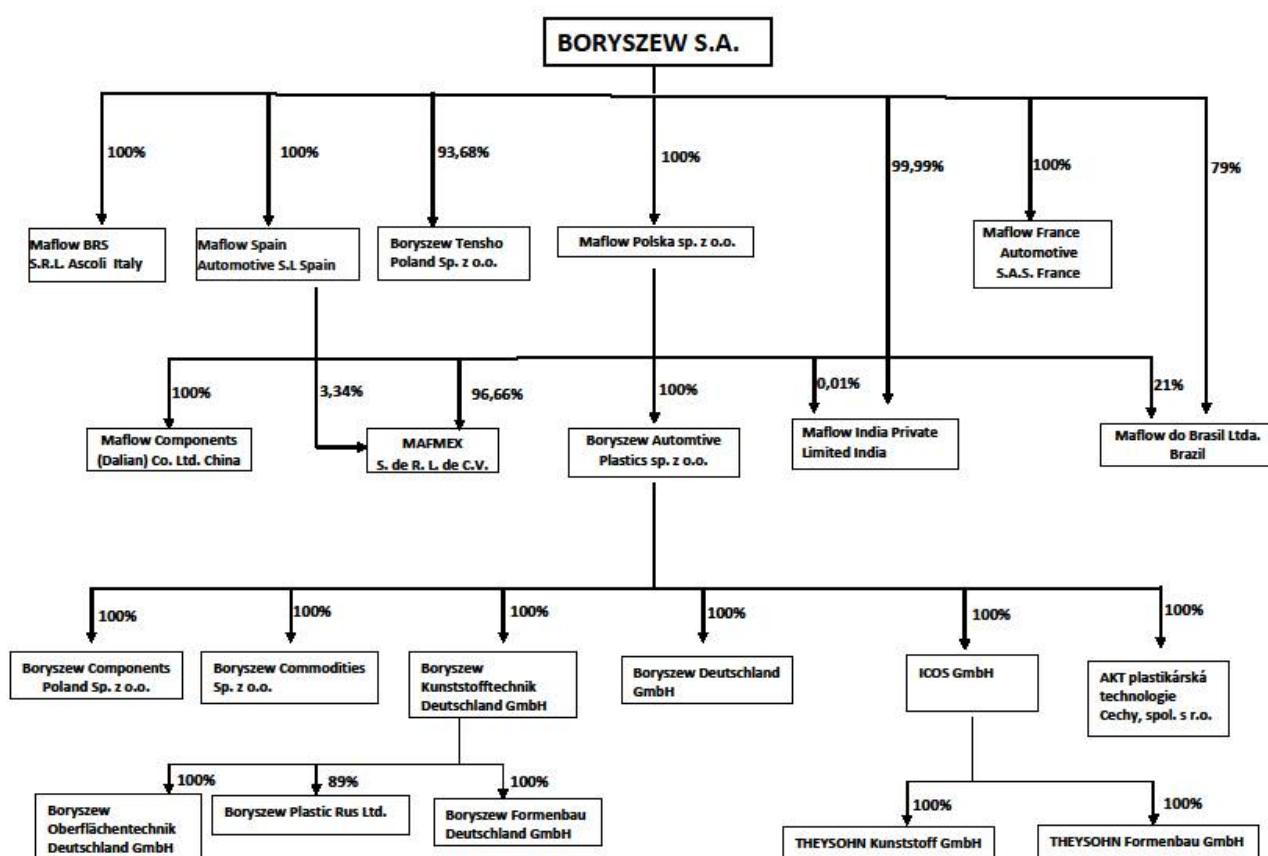 BORYSZEW S.A.
100%
100%
93,68%
100%
99,99%
100%
79%
Maflow BRS
S.R.L. Ascoli Italy
Maflow Spain
Automotive S.L Spain
Boryszew Tensho
Poland Sp. z o.o.
Maflow Polska sp. z o.o.
Maflow France
Automotive
S.A.S. France
100%
3,34%
96,66%
100%
0,01%
21%
Maflow Components
(Dalian) Co. Ltd. China
MAFMEX
S. de R. L. de C.V.
Boryszew Automtive
Plastics sp. z o.o.
Maflow India Private
Limited India
Maflow do Brasil Ltda.
Brazil
100%
100%
100%
100%
100%
100%
Boryszew Components
Poland Sp. z o.o.
Boryszew Commodities
Sp. z o.o.
Boryszew
Kunststofftechnik
Deutschland GmbH
Boryszew Deutschland
GmbH
ICOS GmbH
AKT plastikárská
technologie
Cechy, spol. s r.o.
100%
89%
100%
100%
100%
Boryszew
Oberflächentechnik
Deutschland GmbH
Boryszew Plastic Rus Ltd.
Boryszew Formenbau
Deutschland GmbH
THEYSOHN Kunststoff GmbH
THEYSOHN Formenbau GmbH